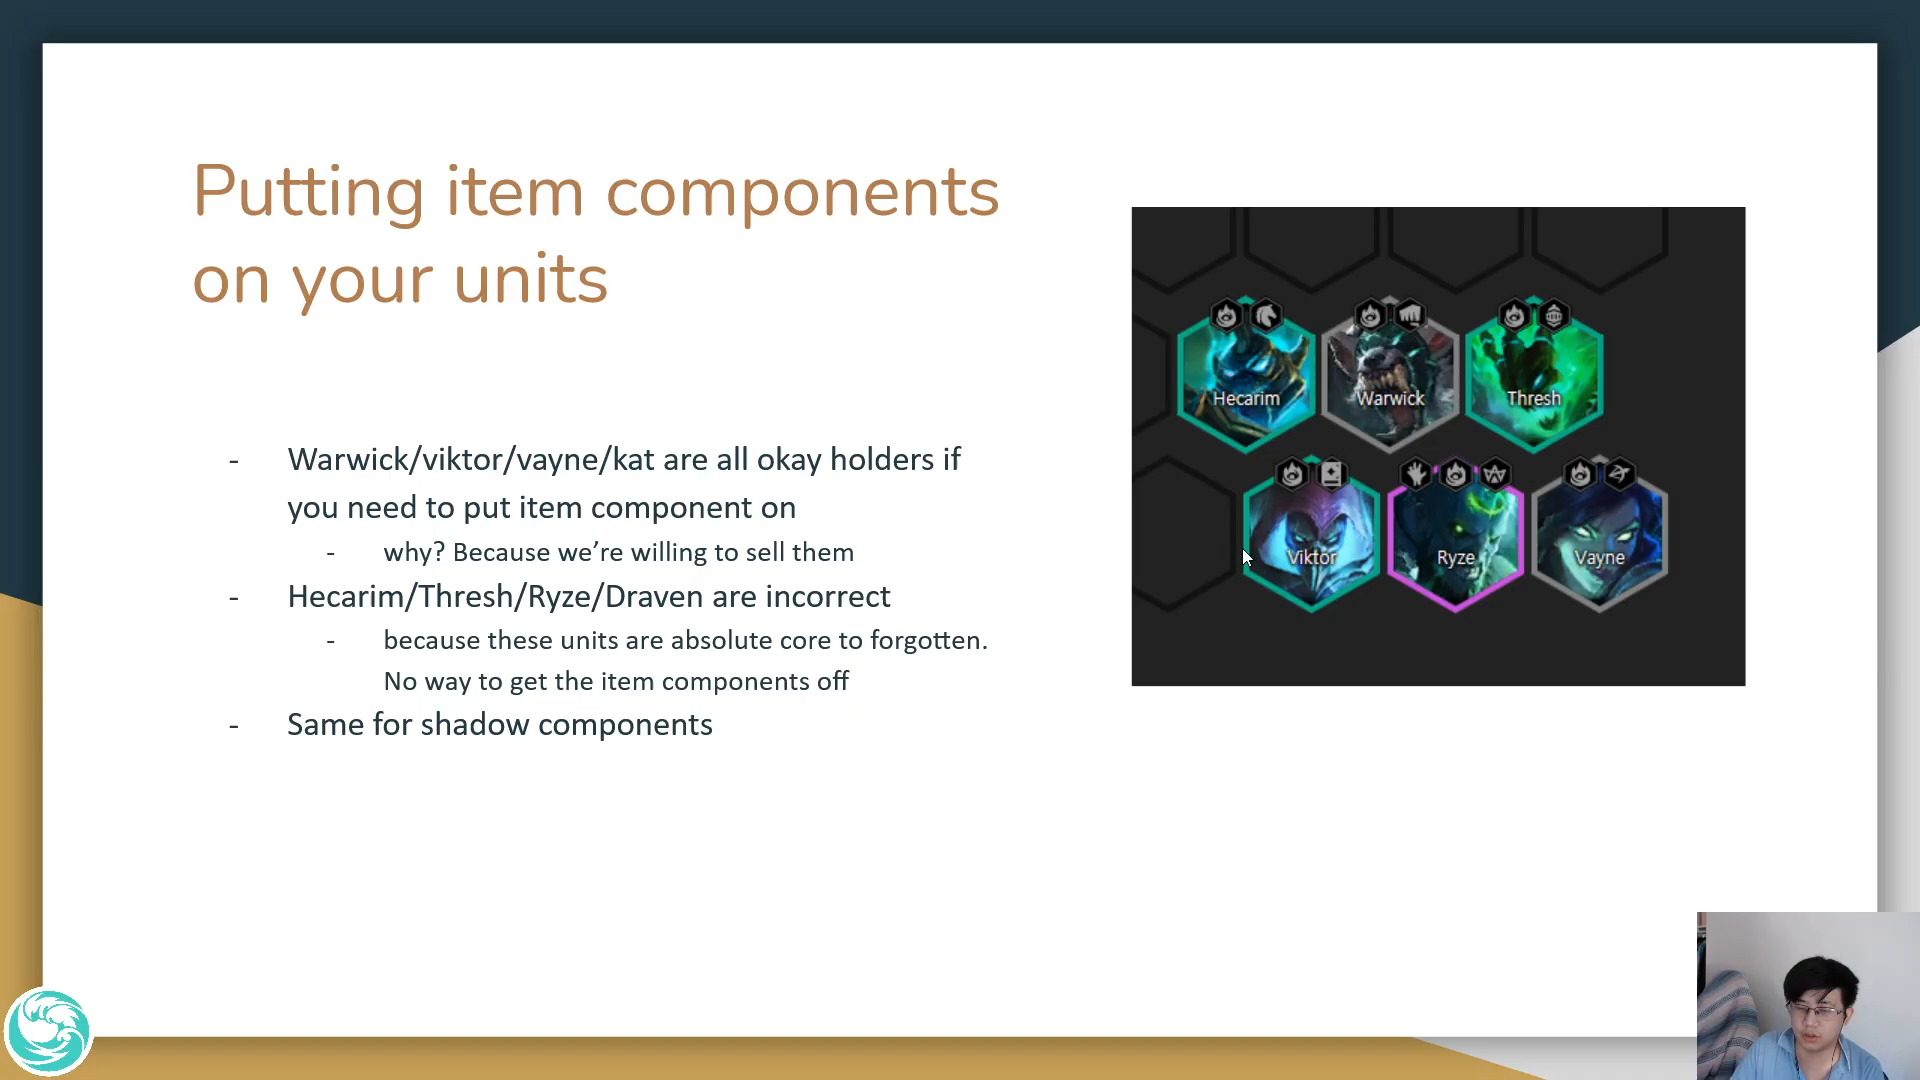 Putting item components
on your units
- Warwick/viktor/vayne/kat are all okay holders if
you need to put item component on
- why? Because we’re willing to sell them
- Hecarim/Thresh/Ryze/Draven are incorrect
- because these units are absolute core to forgotten.
No way to get the item components off
- Same for shadow components
Hecarim
Warwick
Thresh
Viktor
Ryze
Vayne